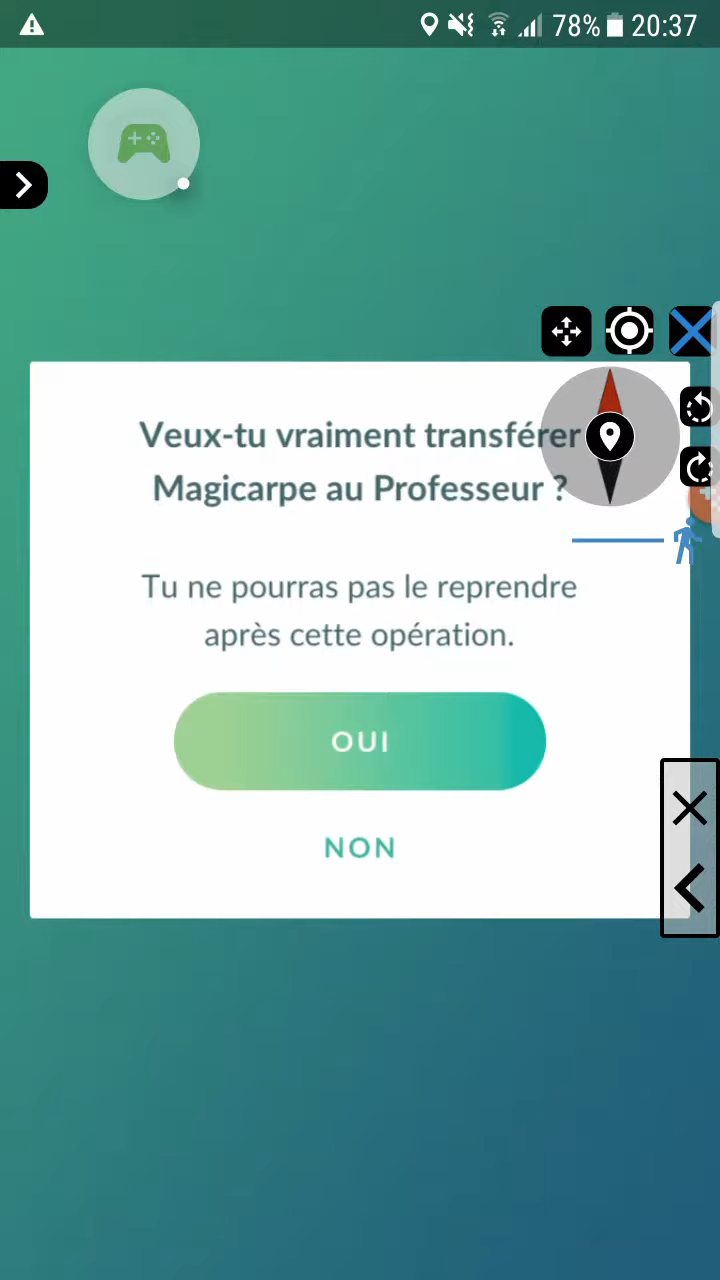 78% 20:37
Veux-tu vraiment transférer
Magicarpe au Professeur ?
Tu ne pourras pas le reprendre
après cette opération.
OUI
NON